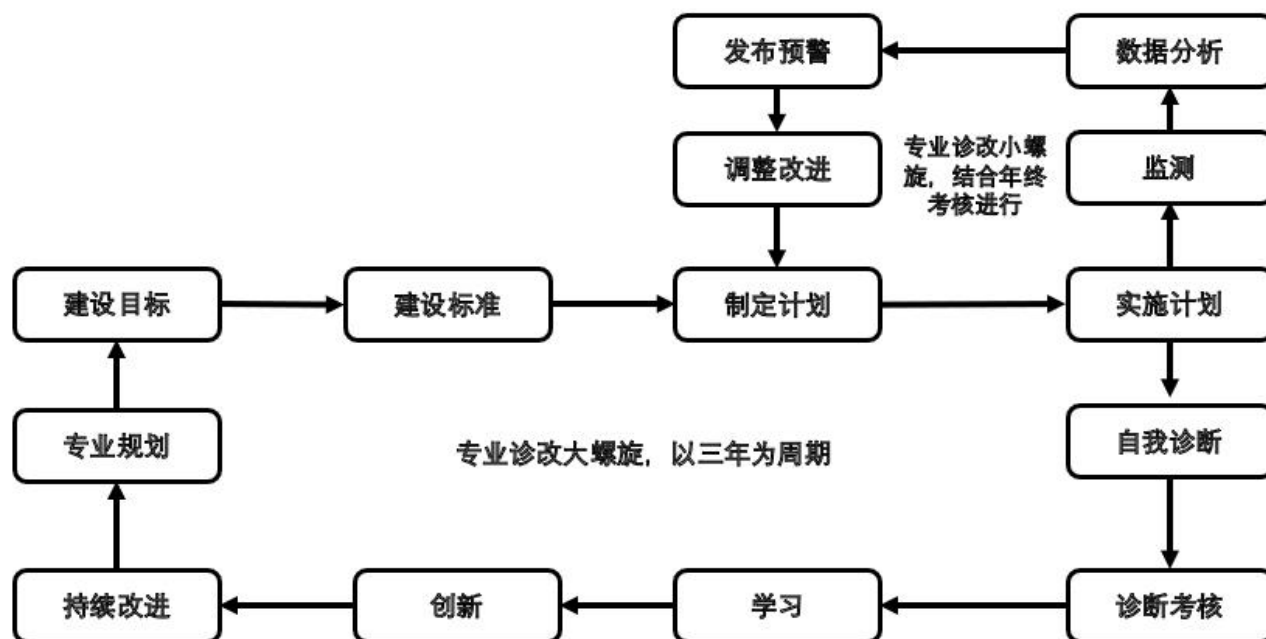 发布预警
数据分析
调整改进
专业诊改小螺
旋，结合年终
考核进行
监测
建设目标
建设标准
制定计划
实施计划
专业规划
专业诊改大螺旋，以三年为周期
自我诊断
持续改进
创新
学习
诊断考核